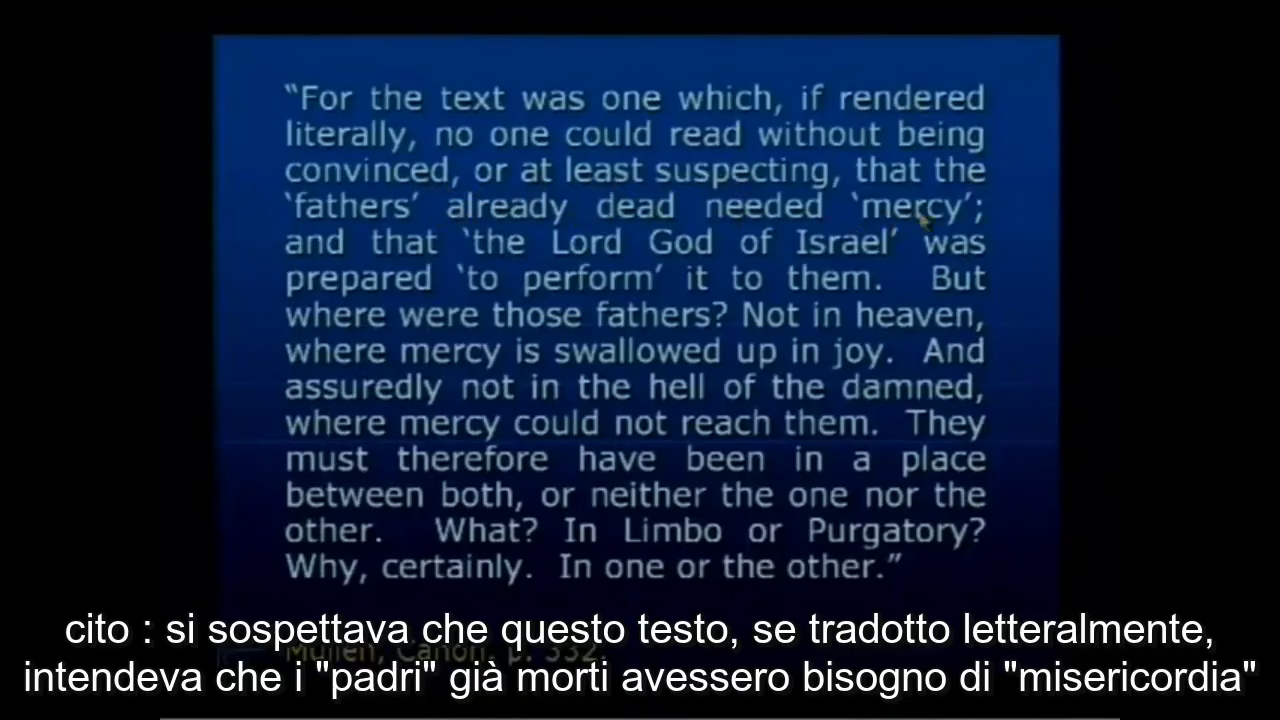 “For the text was one which, if rendered
literally, no one could read without being
convinced, or at least suspecting, that the
‘fathers’ already dead needed ‘mercy’;
and that ‘the Lord God of Israel’ was
prepared ‘to perform’ it to them. But
where were those fathers? Not in heaven,
where mercy is swallowed up in joy. And
assuredly not in the hell of the damned,
where mercy could not reach them. They
must therefore have been in a place
between both, or neither the one nor the
other. What? In Limbo or Purgatory?
Why, certainly. In one or the other.”
Mullen, Canon. p. 332.
cito : si sospettava che questo testo, se tradotto letteralmente,
intendeva che i "padri" già morti avessero bisogno di "misericordia"